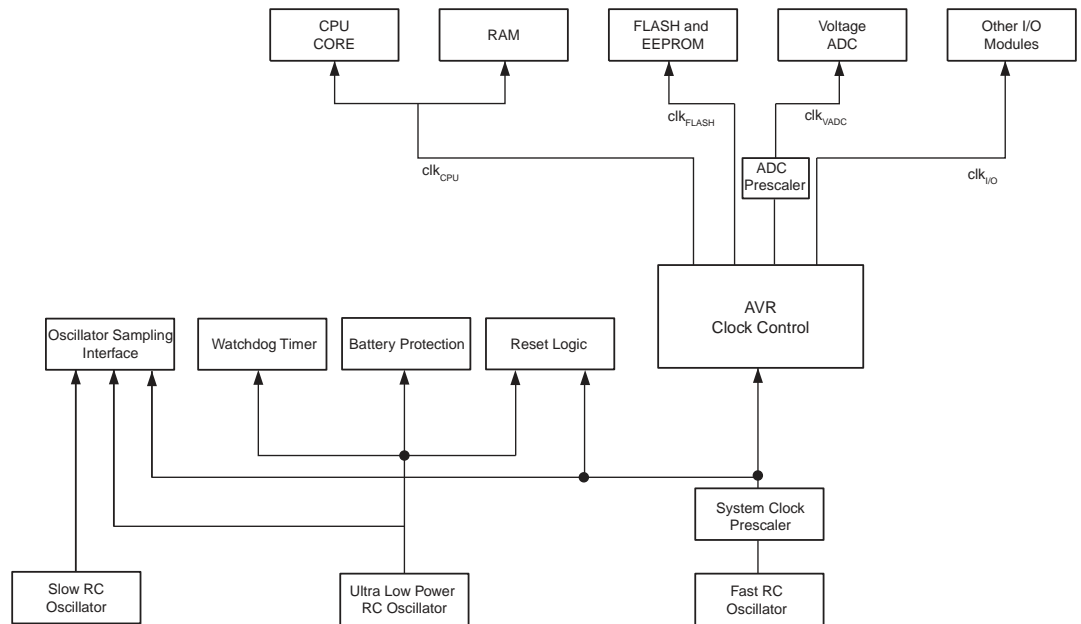 CPU
CORE
RAM
FLASH and
EEPROM
Voltage
ADC
Other I/O
Modules
clkCPU
clkFLASH
clkVADC
clkI/O
ADC
Prescaler
AVR
Clock Control
Oscillator Sampling
Interface
Watchdog Timer
Battery Protection
Reset Logic
System Clock
Prescaler
Slow RC
Oscillator
Ultra Low Power
RC Oscillator
Fast RC
Oscillator